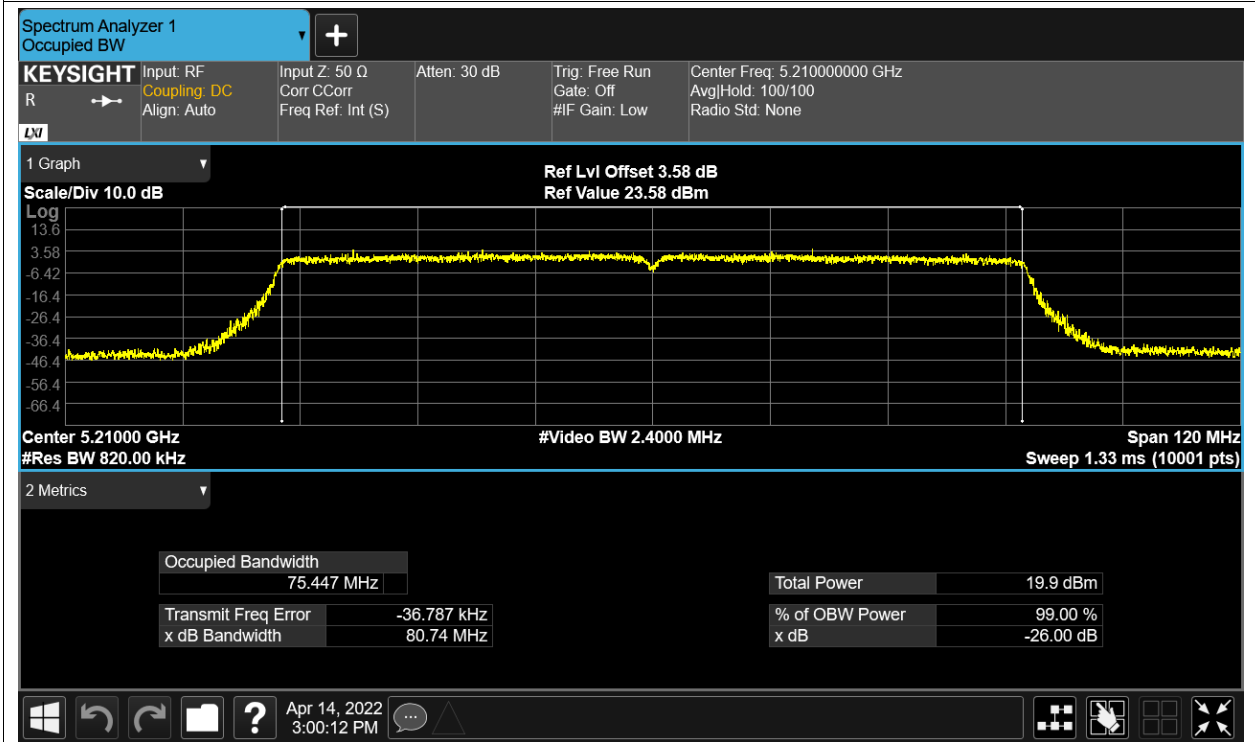 Spectrum Analyzer 1
Occupied BW
KEYSIGHT
R
LXI
Input: RF
Coupling: DC
Align: Auto
Input Z: 50 Ω
Corr CCorr
Freq Ref: Int (S)
Atten: 30 dB
Trig: Free Run
Gate: Off
#IF Gain: Low
Center Freq: 5.210000000 GHz
Avg|Hold: 100/100
Radio Std: None
1 Graph
Scale/Div 10.0 dB
Ref Lvl Offset 3.58 dB
Ref Value 23.58 dBm
Log
13.6
3.58
-6.42
-16.4
-26.4
-36.4
-46.4
-56.4
-66.4
Center 5.21000 GHz
#Video BW 2.4000 MHz
Span 120 MHz
#Res BW 820.00 kHz
Sweep 1.33 ms (10001 pts)
2 Metrics
Occupied Bandwidth
75.447 MHz
Total Power 19.9 dBm
Transmit Freq Error -36.787 kHz
% of OBW Power 99.00 %
x dB Bandwidth 80.74 MHz
x dB -26.00 dB
?
Apr 14, 2022
3:00:12 PM